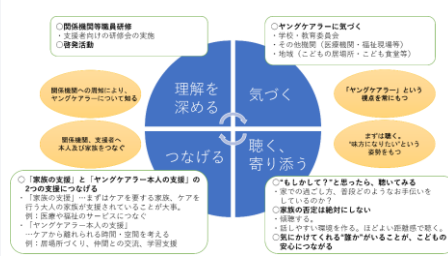 〇関係機関等職員研修
・支援者向けの研修会の実施
〇啓発活動
〇ヤングケアラーに気づく
・学校・教育委員会
・その他機関（医療機関・福祉現場等）
・地域（こどもの居場所・こども食堂等）
関係機関への周知により、
ヤングケアラーについて知る
理解を
深める
気づく
「ヤングケアラー」という
視点を常にもつ
関係機関、支援者へ
本人及び家族をつなぐ
つなげる
聴く、
寄り添う
まずは聴く。
“味方になりたい”という
姿勢をもつ
〇「家族の支援」と「ヤングケアラー本人の支援」の
2つの支援につなげる
・「家族の支援」…まずはケアを要する家族、ケアを
行う大人の家族が支援されていることが大事。
例：医療や福祉のサービスにつなぐ
・「ヤングケアラー本人の支援」
…ケアから離れられる時間・空間を考える
例：居場所づくり、仲間との交流、学習支援
〇“もしかして？”と思ったら、聴いてみる
・家での過ごし方、普段どのようなお手伝いを
しているのか？
〇家族の否定は絶対にしない
・傾聴する。
・話しやすい環境を作る。ほどよい距離感で聴く。
〇気にかけてくれる“誰か”がいることが、こどもの
安心につながる